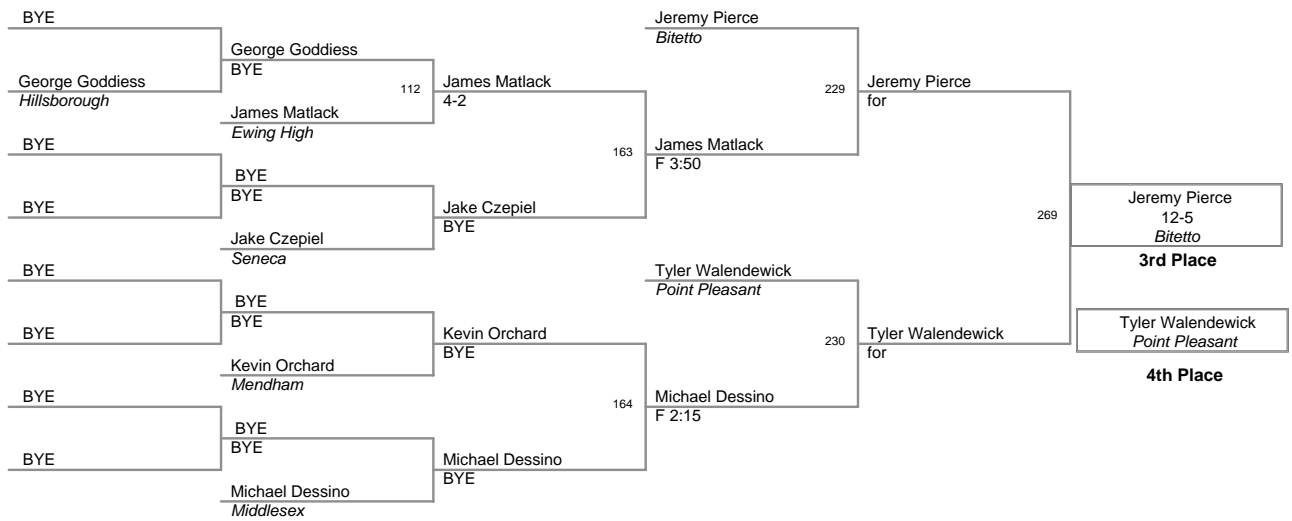 BYE
George Goddiess
Hillsborough
BYE
BYE
BYE
BYE
BYE
BYE
George Goddiess
BYE
James Matlack
Ewing High
BYE
BYE
Jake Czepiel
Seneca
BYE
BYE
Kevin Orchard
Mendham
BYE
BYE
Michael Dessino
Middlesex
112
James Matlack
4-2
Jake Czepiel
BYE
Kevin Orchard
BYE
Michael Dessino
BYE
163
164
Jeremy Pierce
Bitetto
James Matlack
F 3:50
Tyler Walendewick
Point Pleasant
Michael Dessino
F 2:15
229
230
Jeremy Pierce
for
Tyler Walendewick
for
269
Jeremy Pierce
12-5
Bitetto
3rd Place
Tyler Walendewick
Point Pleasant
4th Place